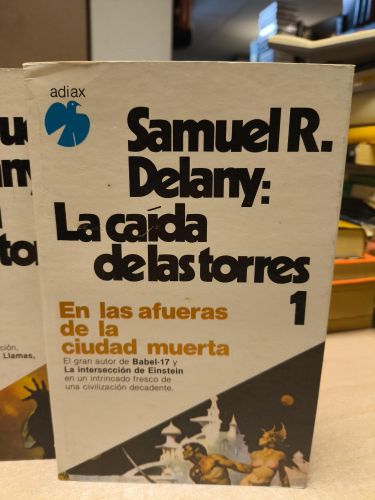 adiax
Samuel R.
Delany:
La caída
de las torres
1
En las afueras
de la
ciudad muerta
El gran autor de Babel-17 y
La intersección de Einstein
en un intrincado fresco de
una civilización decadente.
Llamas,